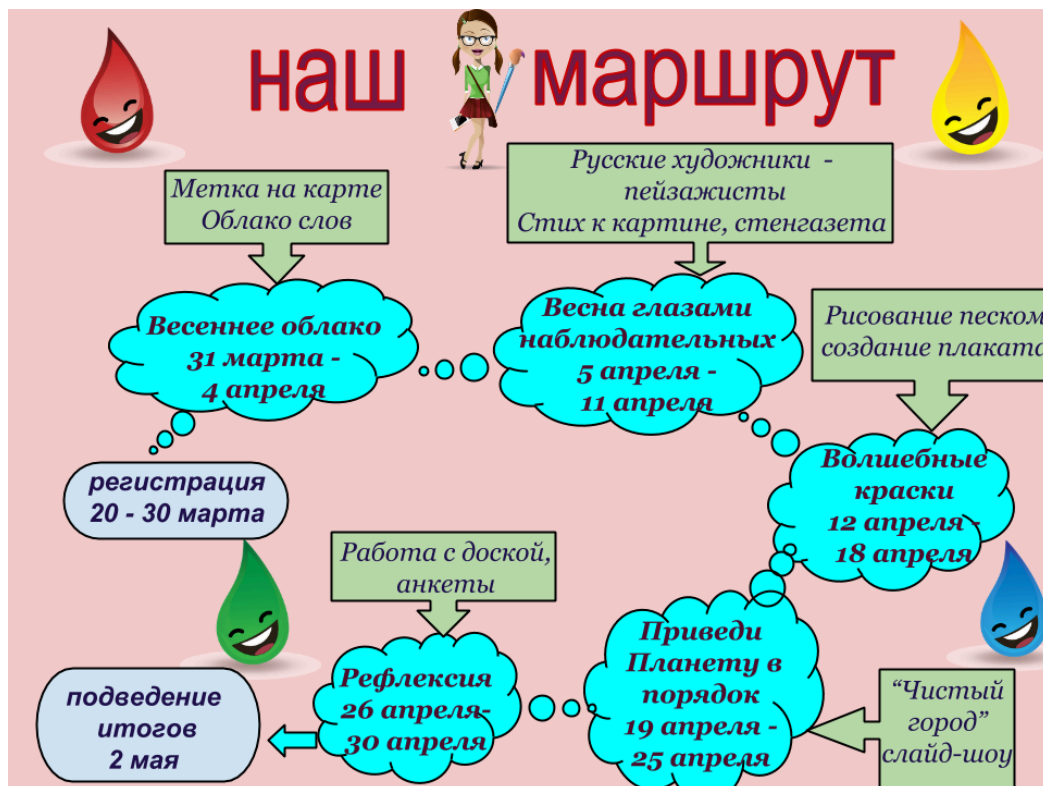 наш маршрут
Метка на карте
Облако слов
Русские художники -
пейзажисты
Стих к картине, стенгазета
Весеннее облако
31 марта -
4 апреля
Весна глазами
наблюдательных
5 апреля -
11 апреля
Рисование песком
создание плаката
Волшебные
краски
12 апреля -
18 апреля
регистрация
20 - 30 марта
Работа с доской,
анкеты
Приведи
Планету в
порядок
19 апреля -
25 апреля
“Чистый
город”
слайд-шоу
Рефлексия
26 апреля-
30 апреля
подведение
итогов
2 мая